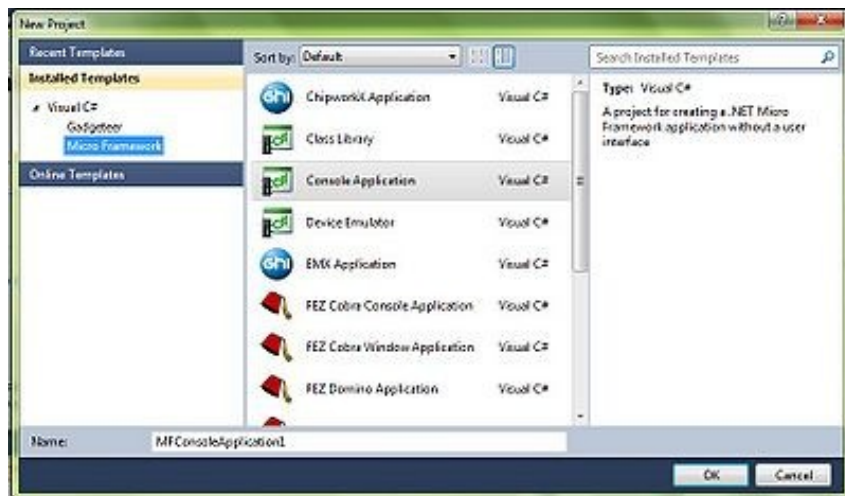 New Project
Recent Templates
Installed Templates
Visual C#
Gadgeteer
Micro Framework
Online Templates
Sort by: Default
Search Installed Templates
GHI ChipworkX Application Visual C#
C# Class Library Visual C#
C# Console Application Visual C#
C# Device Emulator Visual C#
GHI EMX Application Visual C#
FEZ Cobra Console Application Visual C#
FEZ Cobra Window Application Visual C#
FEZ Domino Application Visual C#
Type: Visual C#
A project for creating a .NET Micro
Framework application without a user
interface
Name: MFConsoleApplication1
OK Cancel